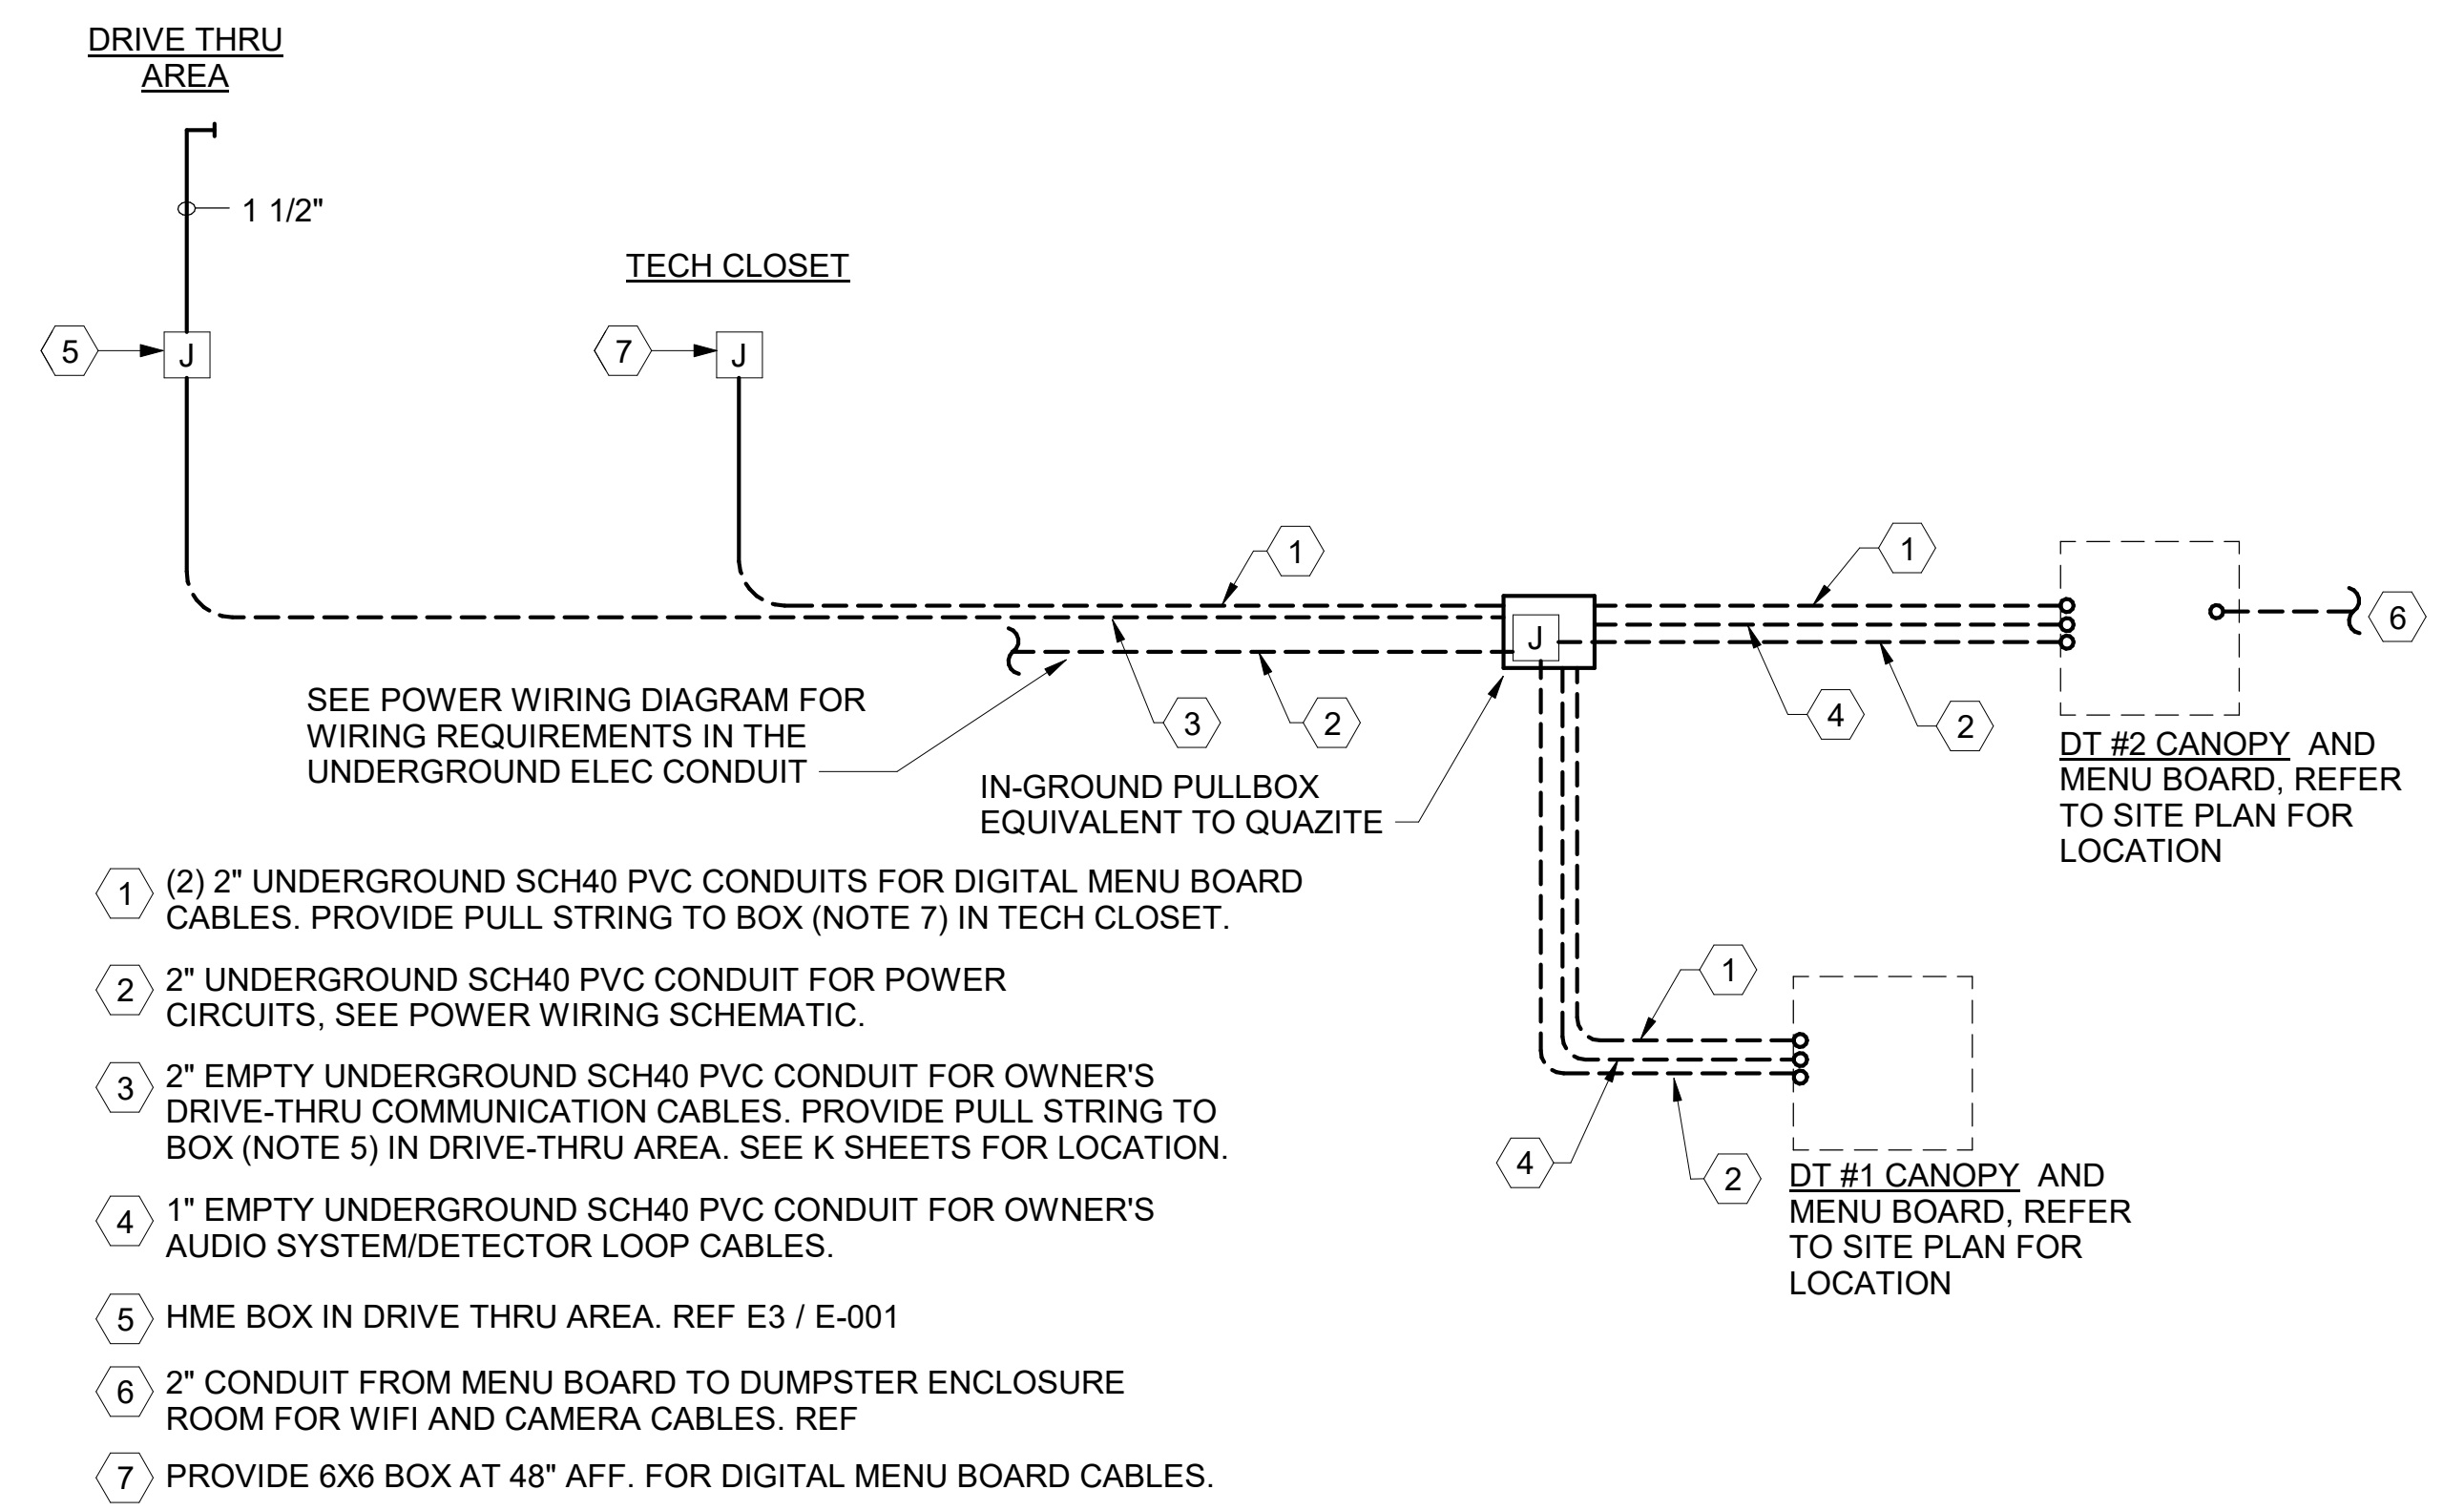 DRIVE THRU
AREA
1 1/2"
TECH CLOSET
5
J
7
J
1
1
6
J
3
2
4
2
SEE POWER WIRING DIAGRAM FOR
WIRING REQUIREMENTS IN THE
UNDERGROUND ELEC CONDUIT
IN-GROUND PULLBOX
EQUIVALENT TO QUAZITE
DT #2 CANOPY AND
MENU BOARD, REFER
TO SITE PLAN FOR
LOCATION
1
4
2
DT #1 CANOPY AND
MENU BOARD, REFER
TO SITE PLAN FOR
LOCATION
1 (2) 2" UNDERGROUND SCH40 PVC CONDUITS FOR DIGITAL MENU BOARD
CABLES. PROVIDE PULL STRING TO BOX (NOTE 7) IN TECH CLOSET.
2 2" UNDERGROUND SCH40 PVC CONDUIT FOR POWER
CIRCUITS, SEE POWER WIRING SCHEMATIC.
3 2" EMPTY UNDERGROUND SCH40 PVC CONDUIT FOR OWNER'S
DRIVE-THRU COMMUNICATION CABLES. PROVIDE PULL STRING TO
BOX (NOTE 5) IN DRIVE-THRU AREA. SEE K SHEETS FOR LOCATION.
4 1" EMPTY UNDERGROUND SCH40 PVC CONDUIT FOR OWNER'S
AUDIO SYSTEM/DETECTOR LOOP CABLES.
5 HME BOX IN DRIVE THRU AREA. REF E3 / E-001
6 2" CONDUIT FROM MENU BOARD TO DUMPSTER ENCLOSURE
ROOM FOR WIFI AND CAMERA CABLES. REF
7 PROVIDE 6X6 BOX AT 48" AFF. FOR DIGITAL MENU BOARD CABLES.